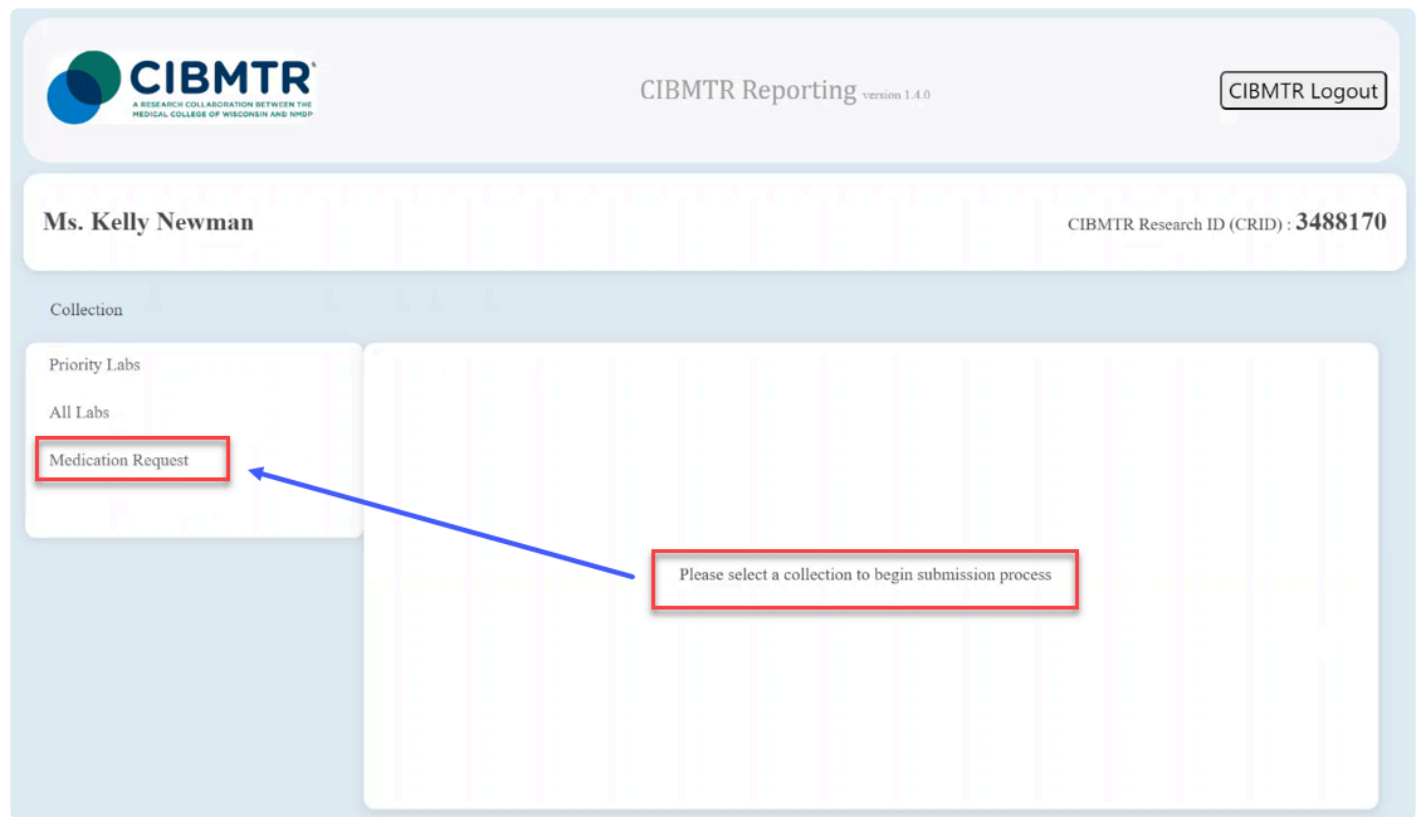 CIBMTR®
A RESEARCH COLLABORATION BETWEEN THE
MEDICAL COLLEGE OF WISCONSIN AND NMDP
CIBMTR Reporting version 1.4.0
CIBMTR Logout
Ms. Kelly Newman
CIBMTR Research ID (CRID) : 3488170
Collection
Priority Labs
All Labs
Medication Request
Please select a collection to begin submission process